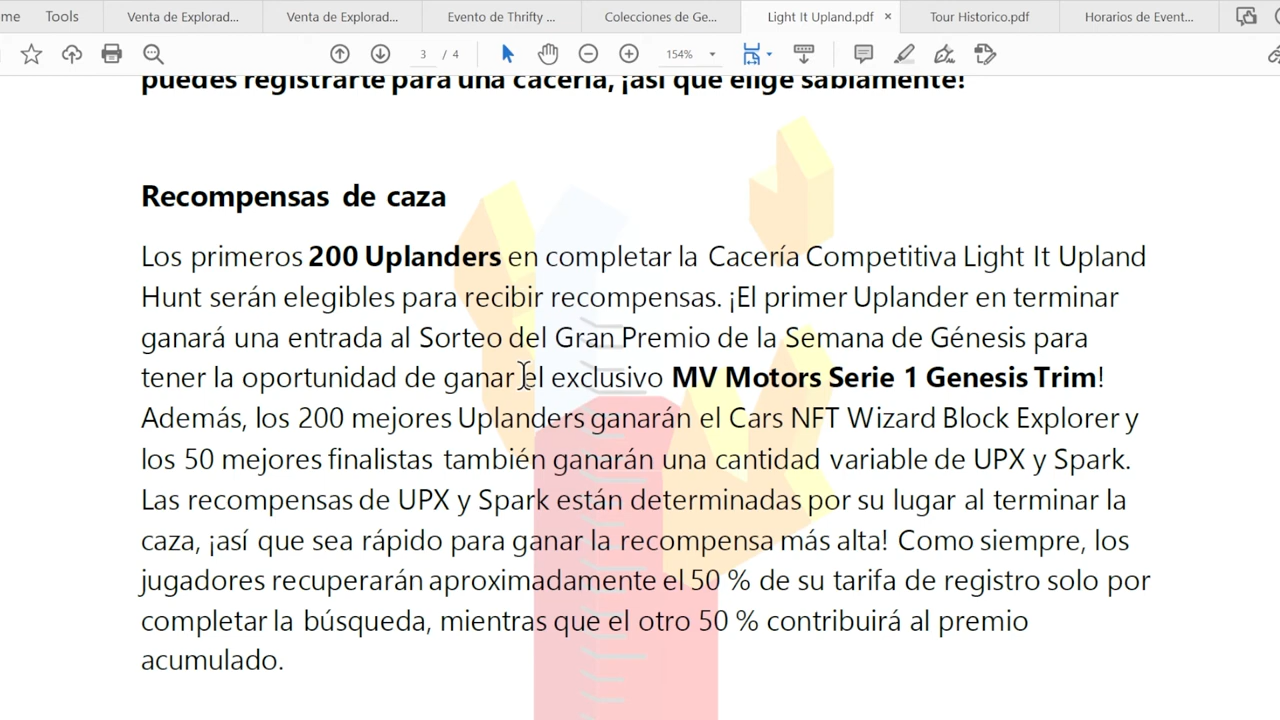 me Tools Venta de Explorad... Venta de Explorad... Evento de Thrifty ... Colecciones de Ge... Light It Upland.pdf × Tour Historico.pdf Horarios de Event...
3 / 4 154%
puedes registrarte para una cacería, ¡así que elige sabiamente!
Recompensas de caza
Los primeros 200 Uplanders en completar la Cacería Competitiva Light It Upland
Hunt serán elegibles para recibir recompensas. ¡El primer Uplander en terminar
ganará una entrada al Sorteo del Gran Premio de la Semana de Génesis para
tener la oportunidad de ganar el exclusivo MV Motors Serie 1 Genesis Trim!
Además, los 200 mejores Uplanders ganarán el Cars NFT Wizard Block Explorer y
los 50 mejores finalistas también ganarán una cantidad variable de UPX y Spark.
Las recompensas de UPX y Spark están determinadas por su lugar al terminar la
caza, ¡así que sea rápido para ganar la recompensa más alta! Como siempre, los
jugadores recuperarán aproximadamente el 50 % de su tarifa de registro solo por
completar la búsqueda, mientras que el otro 50 % contribuirá al premio
acumulado.